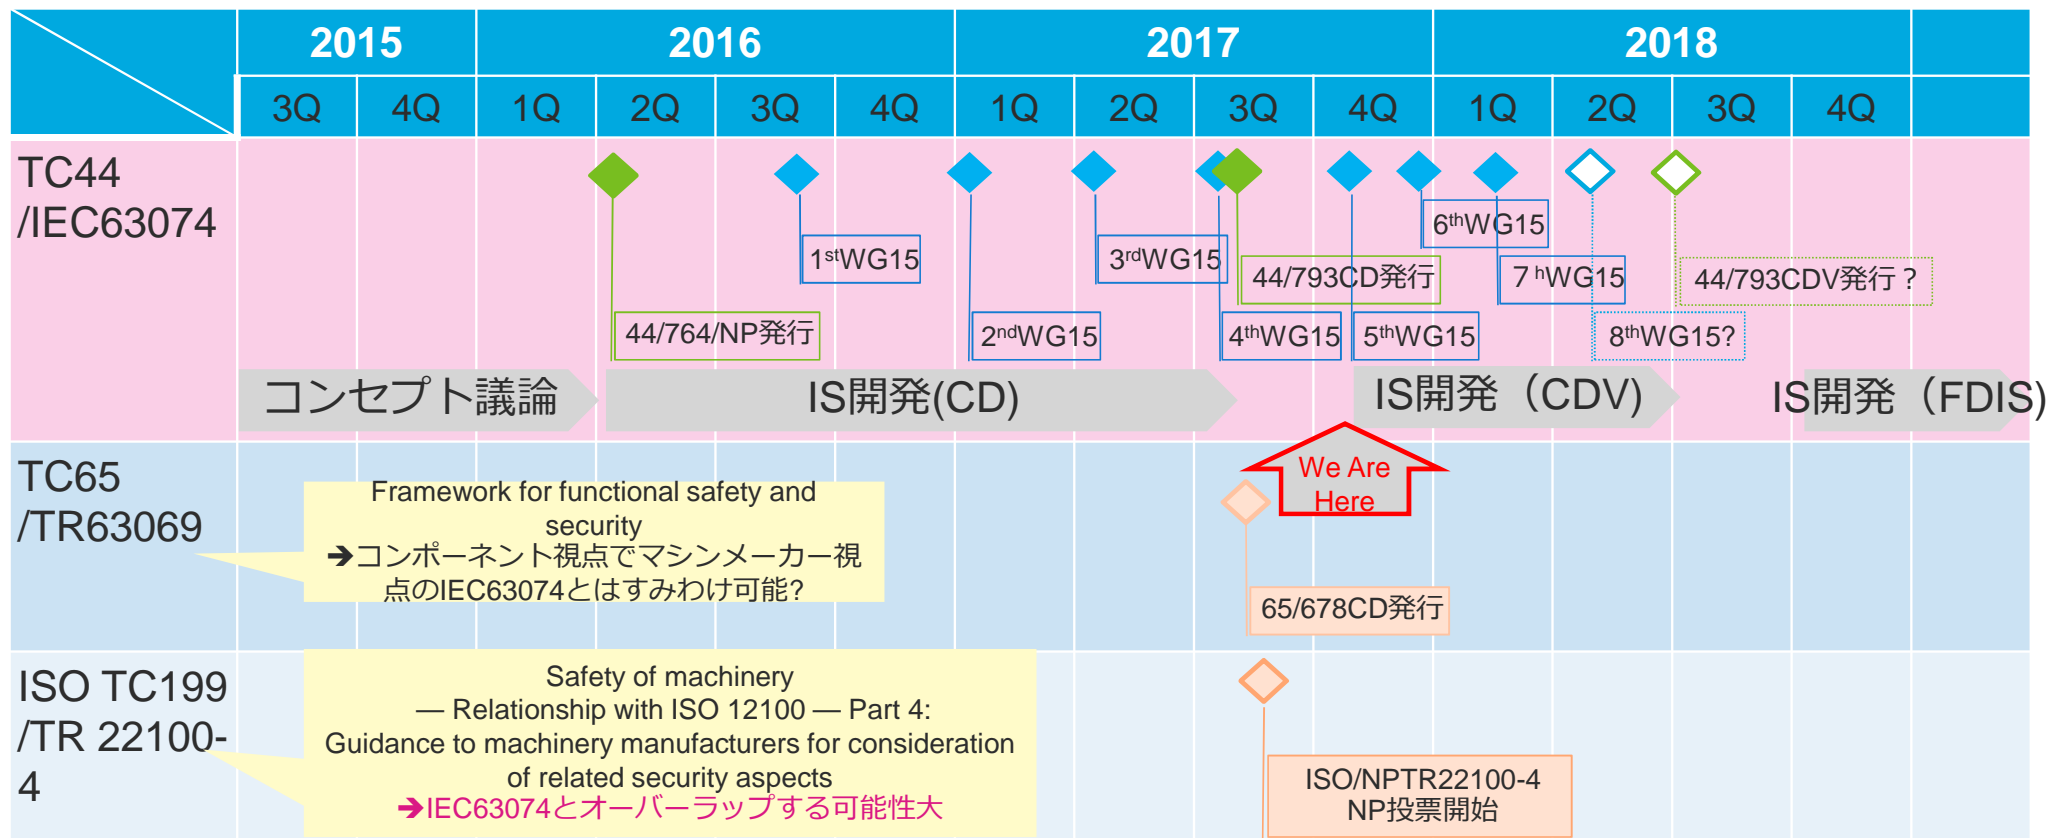 2015
2016
2017
2018
3Q
4Q
1Q
2Q
3Q
4Q
1Q
2Q
3Q
4Q
1Q
2Q
3Q
4Q
TC44
/IEC63074
6thWG15
1stWG15
3rdWG15
44/793CD発行
7 hWG15
44/793CDV発行？
44/764/NP発行
2ndWG15
4thWG15
5thWG15
8thWG15?
コンセプト議論
IS開発(CD)
IS開発（CDV)
IS開発（FDIS)
We Are
Here
TC65
/TR63069
Framework for functional safety and
security
➔コンポーネント視点でマシンメーカー視
点のIEC63074とはすみわけ可能?
65/678CD発行
ISO TC199
/TR 22100-
4
Safety of machinery
— Relationship with ISO 12100 — Part 4:
Guidance to machinery manufacturers for consideration
of related security aspects
➔IEC63074とオーバーラップする可能性大
ISO/NPTR22100-4
NP投票開始